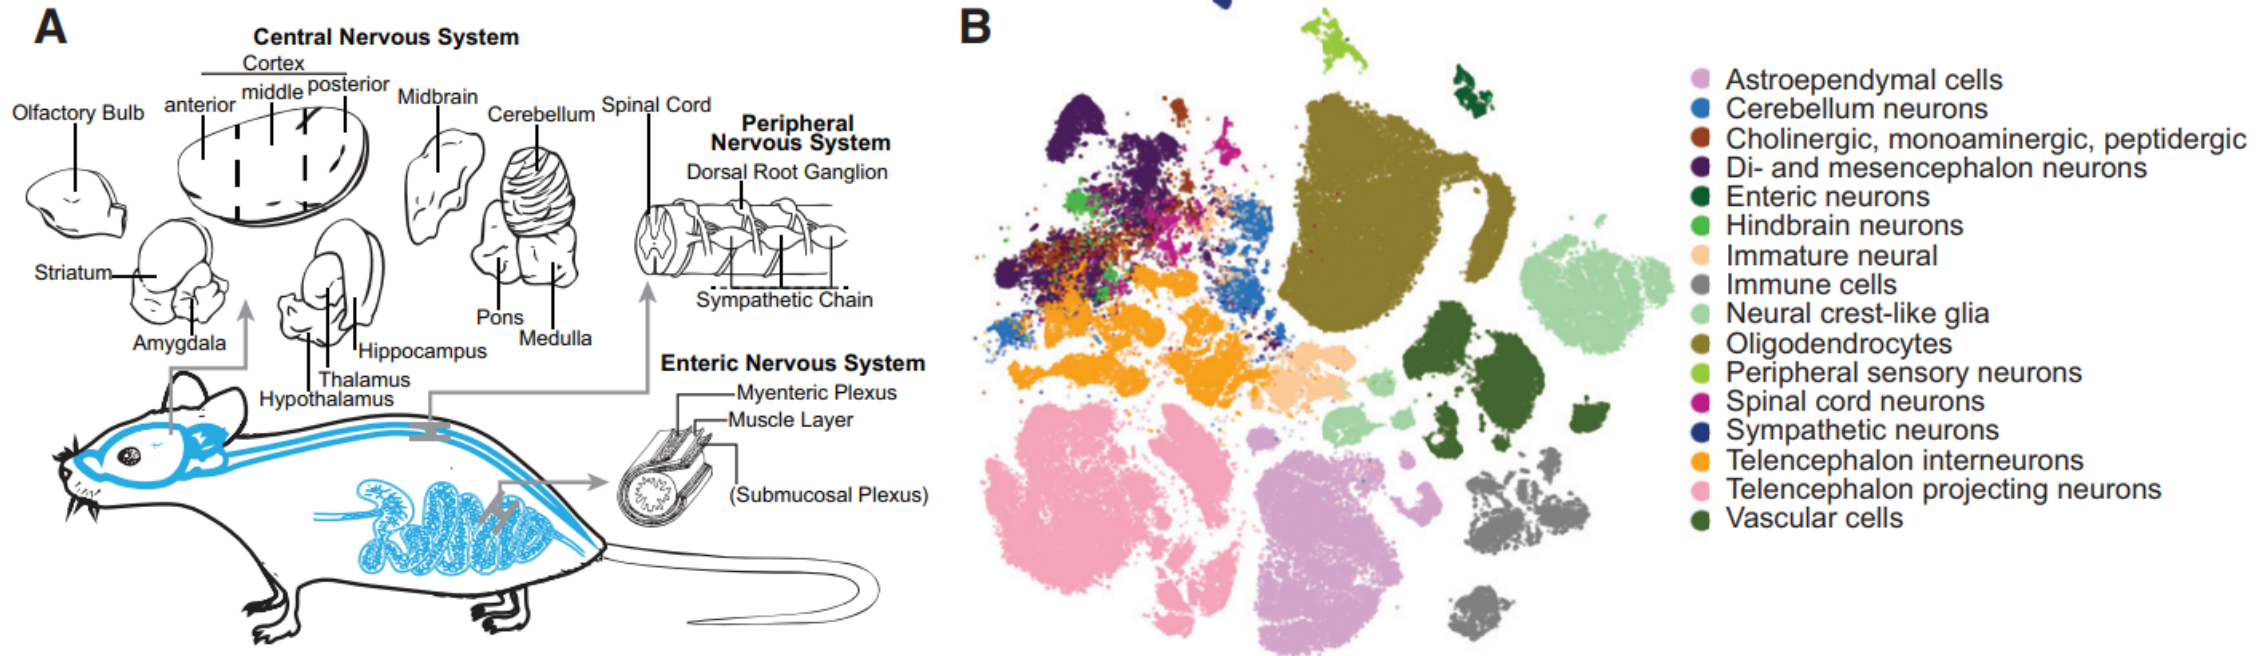 A
Central Nervous System
Cortex
anterior
middle
posterior
Olfactory Bulb
Midbrain
Cerebellum
Spinal Cord
Peripheral
Nervous System
Dorsal Root Ganglion
Striatum
Amygdala
Hippocampus
Thalamus
Hypothalamus
Pons
Medulla
Sympathetic Chain
Enteric Nervous System
Myenteric Plexus
Muscle Layer
(Submucosal Plexus)
B
Astroependymal cells
Cerebellum neurons
Cholinergic, monoaminergic, peptidergic
Di- and mesencephalon neurons
Enteric neurons
Hindbrain neurons
Immature neural
Immune cells
Neural crest-like glia
Oligodendrocytes
Peripheral sensory neurons
Spinal cord neurons
Sympathetic neurons
Telencephalon interneurons
Telencephalon projecting neurons
Vascular cells